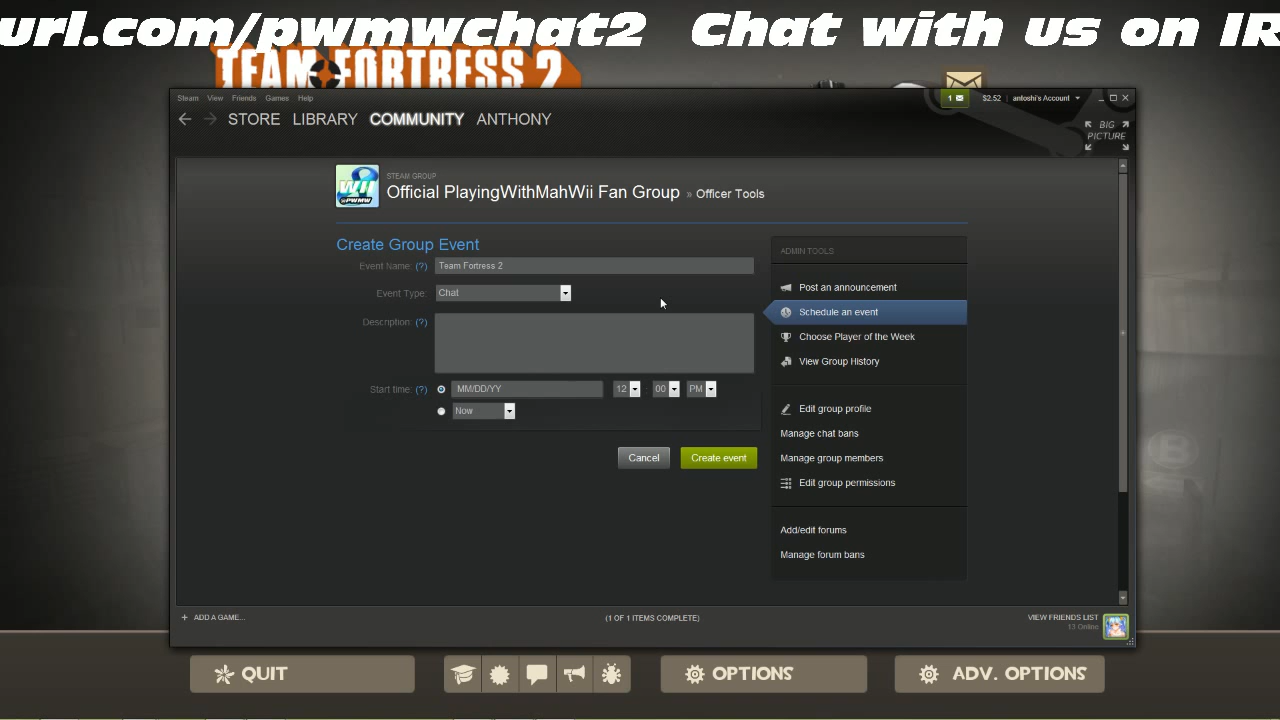 url.com/pwmwchat2 Chat with us on IR
TEAM FORTRESS 2
Steam View Friends Games Help
1 $2.52 antoshi's Account
STORE LIBRARY COMMUNITY ANTHONY
BIG PICTURE
STEAM GROUP
Official PlayingWithMahWii Fan Group » Officer Tools
Wii
@PWMW
Create Group Event
Event Name: (?) Team Fortress 2
Event Type: Chat
Description: (?)
Start time: (?) MM/DD/YY 12 : 00 PM
Now
Cancel Create event
ADMIN TOOLS
Post an announcement
Schedule an event
Choose Player of the Week
View Group History
Edit group profile
Manage chat bans
Manage group members
Edit group permissions
Add/edit forums
Manage forum bans
+ ADD A GAME...
(1 OF 1 ITEMS COMPLETE)
VIEW FRIENDS LIST
13 Online
QUIT OPTIONS ADV. OPTIONS